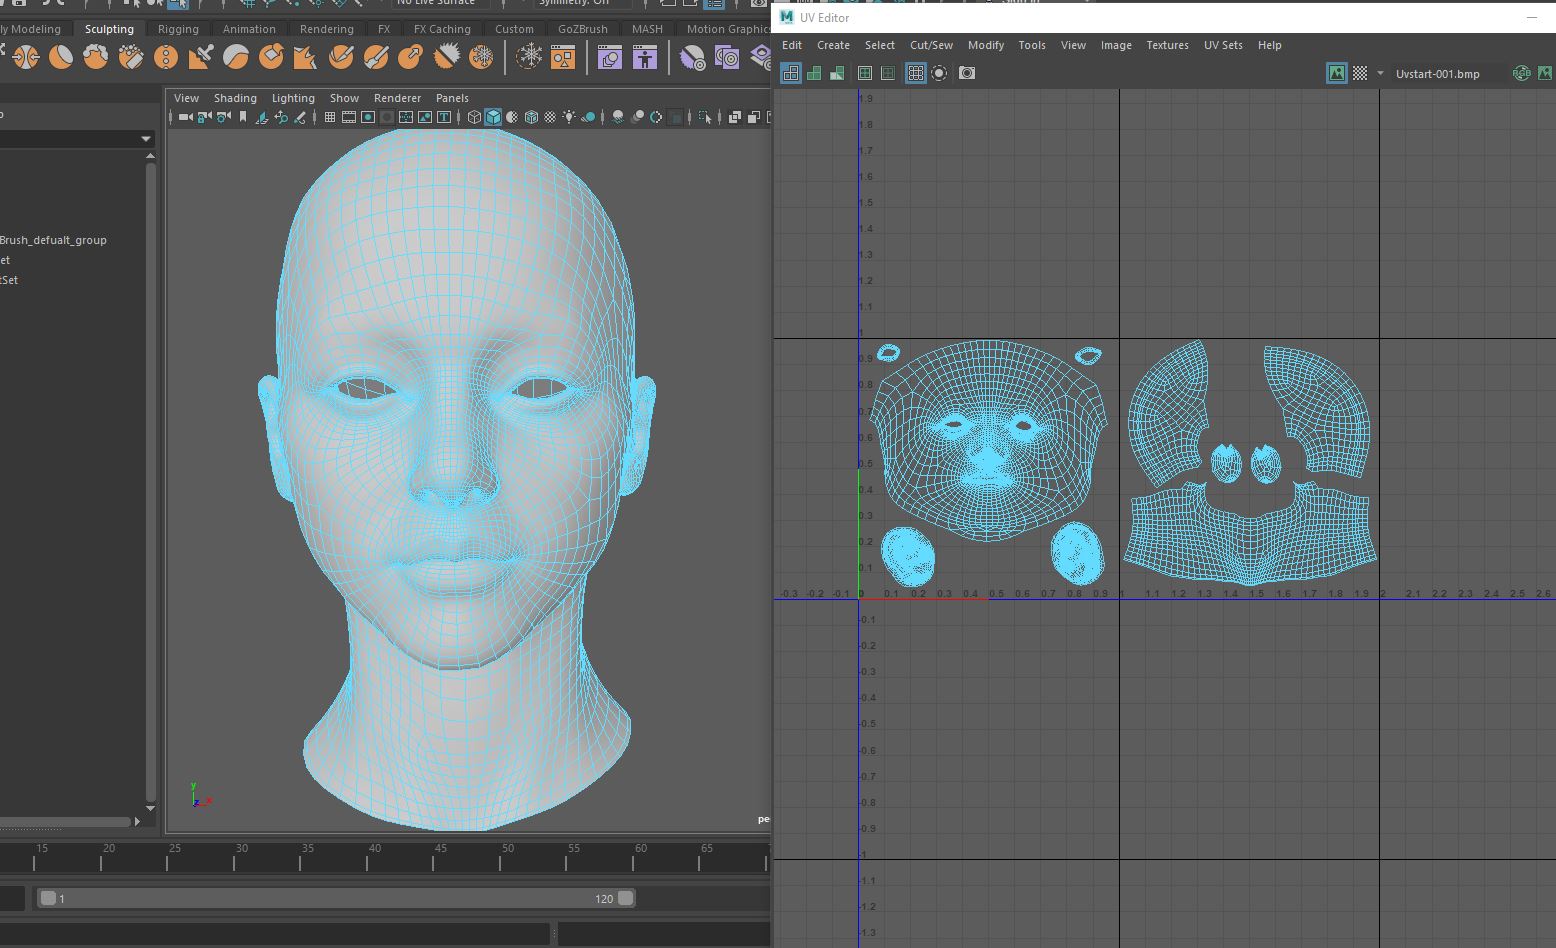 No Live Surface Symmetry: Off Sign In
ly Modeling Sculpting Rigging Animation Rendering FX FX Caching Custom GoZBrush MASH Motion Graphics
View Shading Lighting Show Renderer Panels
Brush_defualt_group
et
tSet
y
x
z
pe
15 20 25 30 35 40 45 50 55 60 65 7
1 120
M UV Editor
Edit Create Select Cut/Sew Modify Tools View Image Textures UV Sets Help
Uvstart-001.bmp RGB
1.9
1.8
1.7
1.6
1.5
1.4
1.3
1.2
1.1
1
0.9
0.8
0.7
0.6
0.5
0.4
0.3
0.2
0.1
-0.3 -0.2 -0.1 0 0.1 0.2 0.3 0.4 0.5 0.6 0.7 0.8 0.9 1 1.1 1.2 1.3 1.4 1.5 1.6 1.7 1.8 1.9 2 2.1 2.2 2.3 2.4 2.5 2.6
-0.1
-0.2
-0.3
-0.4
-0.5
-0.6
-0.7
-0.8
-0.9
-1
-1.1
-1.2
-1.3